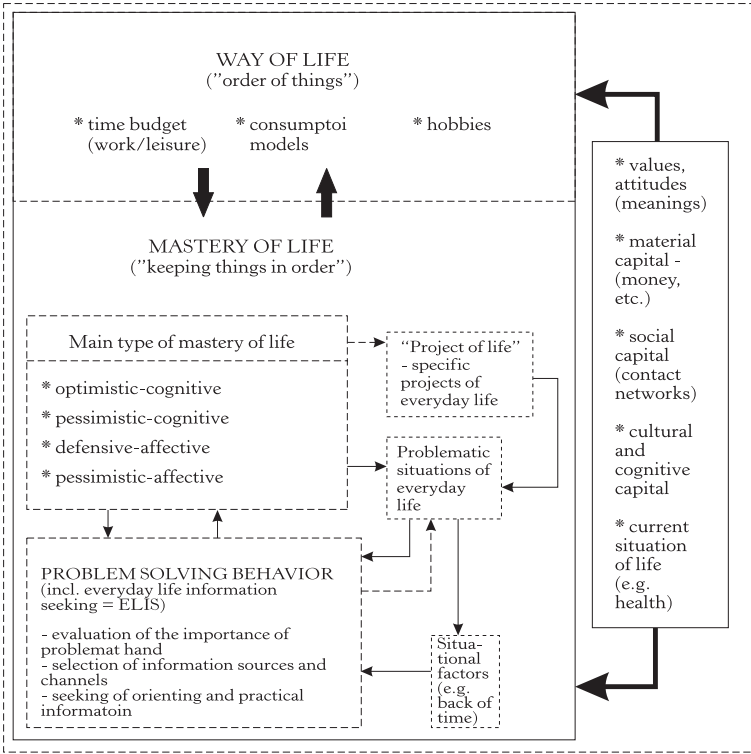 WAY OF LIFE
(”order of things”)
* time budget
(work/leisure)
* consumptoi
models
* hobbies
MASTERY OF LIFE
(”keeping things in order”)
Main type of mastery of life
* optimistic-cognitive
* pessimistic-cognitive
* defensive-affective
* pessimistic-affective
“Project of life”
- specific
projects of
everyday life
Problematic
situations of
everyday
life
PROBLEM SOLVING BEHAVIOR
(incl. everyday life information
seeking = ELIS)
- evaluation of the importance of
problemat hand
- selection of information sources and
channels
- seeking of orienting and practical
informatoin
Situa-
tional
factors
(e.g.
back of
time)
* values,
attitudes
(meanings)
* material
capital -
(money,
etc.)
* social
capital
(contact
networks)
* cultural
and
cognitive
capital
* current
situation
of life
(e.g.
health)